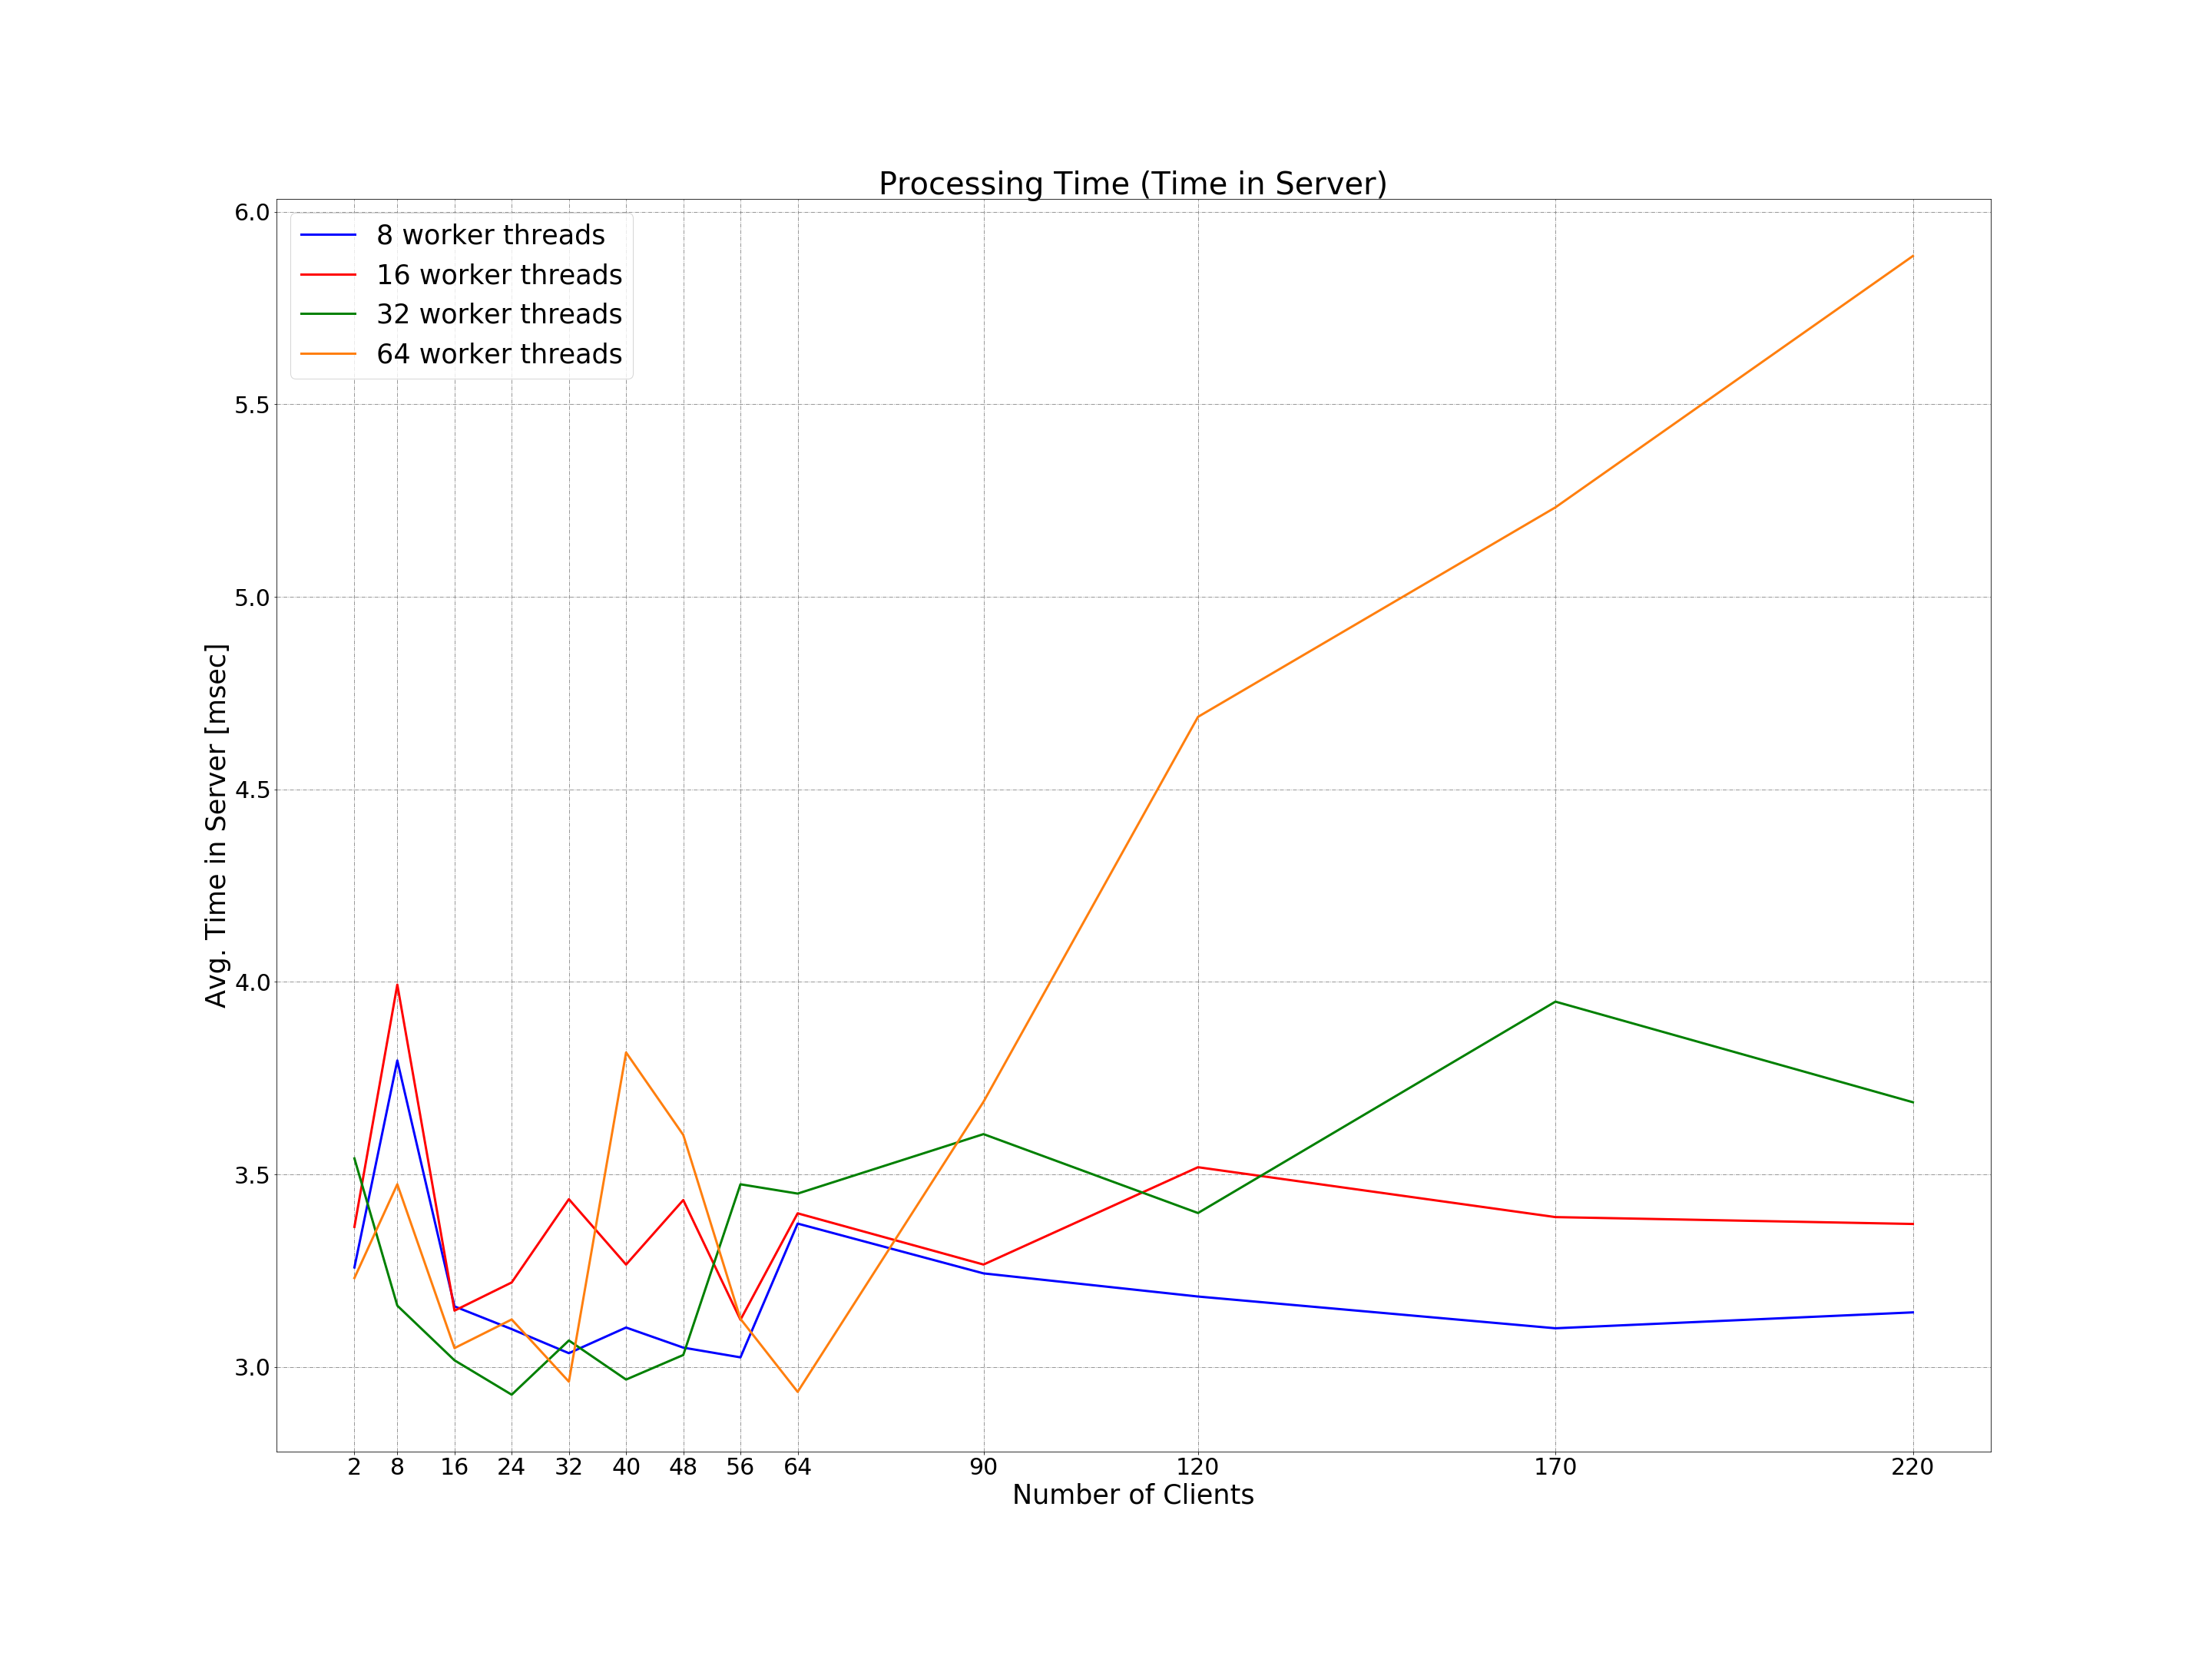 Processing Time (Time in Server)
8 worker threads
16 worker threads
32 worker threads
64 worker threads
6.0
5.5
5.0
4.5
4.0
3.5
3.0
Avg. Time in Server [msec]
2 8 16 24 32 40 48 56 64 90 120 170 220
Number of Clients